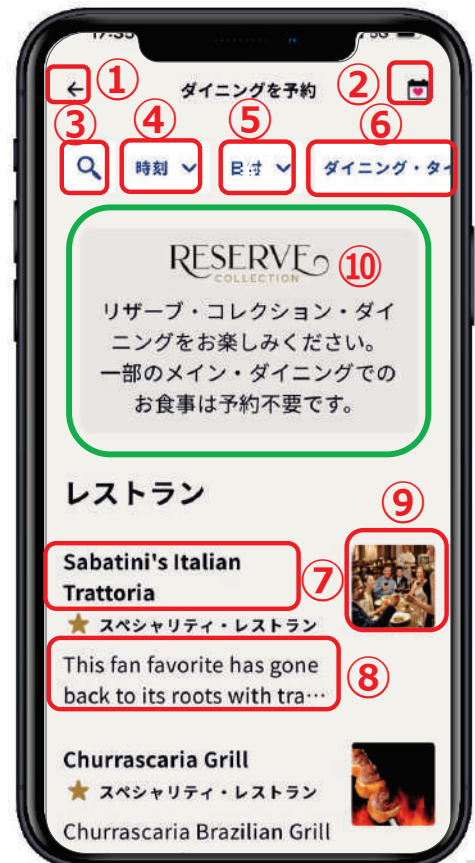 17:35
5G
← ① ダイニングを予約 ②
③ ④ ⑤ ⑥
時刻 日付 ダイニング・タイ
RESERVE
COLLECTION
⑩
リザーブ・コレクション・ダイ
ニングをお楽しみください。
一部のメイン・ダイニングでの
お食事は予約不要です。
レストラン
⑨
Sabatini's Italian
Trattoria
⑦
スペシャリティ・レストラン
This fan favorite has gone
back to its roots with tra…
⑧
Churrascaria Grill
スペシャリティ・レストラン
Churrascaria Brazilian Grill